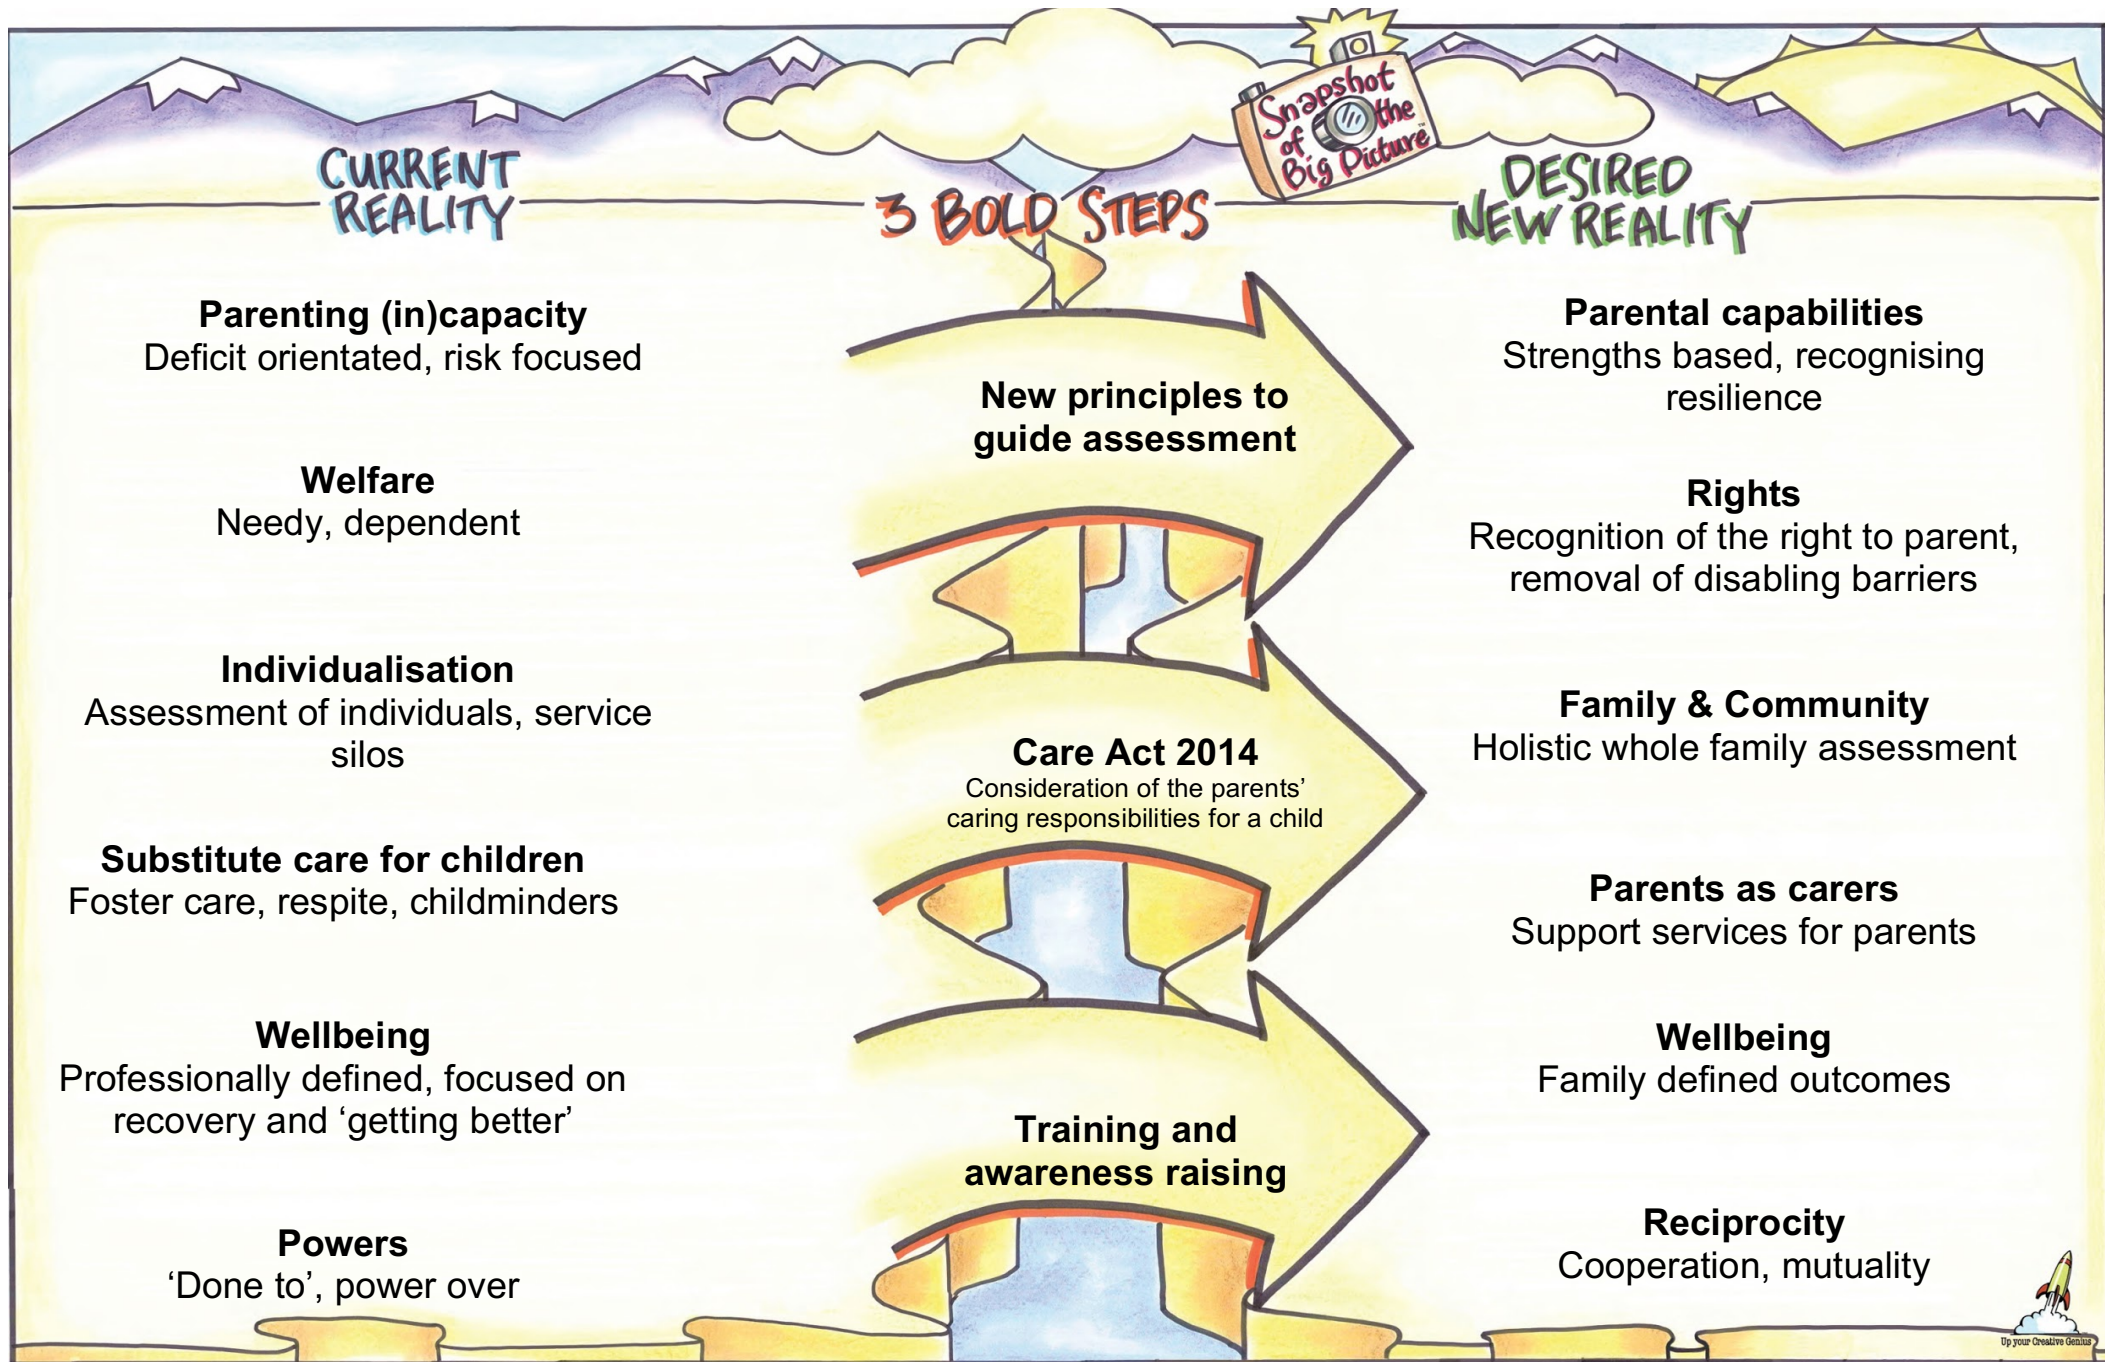 Snapshot
of the
Big Picture™
CURRENT
REALITY
3 BOLD STEPS
DESIRED
NEW REALITY
Parenting (in)capacity
Deficit orientated, risk focused
Welfare
Needy, dependent
Individualisation
Assessment of individuals, service
silos
Substitute care for children
Foster care, respite, childminders
Wellbeing
Professionally defined, focused on
recovery and ‘getting better’
Powers
‘Done to’, power over
New principles to
guide assessment
Care Act 2014
Consideration of the parents’
caring responsibilities for a child
Training and
awareness raising
Parental capabilities
Strengths based, recognising
resilience
Rights
Recognition of the right to parent,
removal of disabling barriers
Family & Community
Holistic whole family assessment
Parents as carers
Support services for parents
Wellbeing
Family defined outcomes
Reciprocity
Cooperation, mutuality
Up your Creative Genius